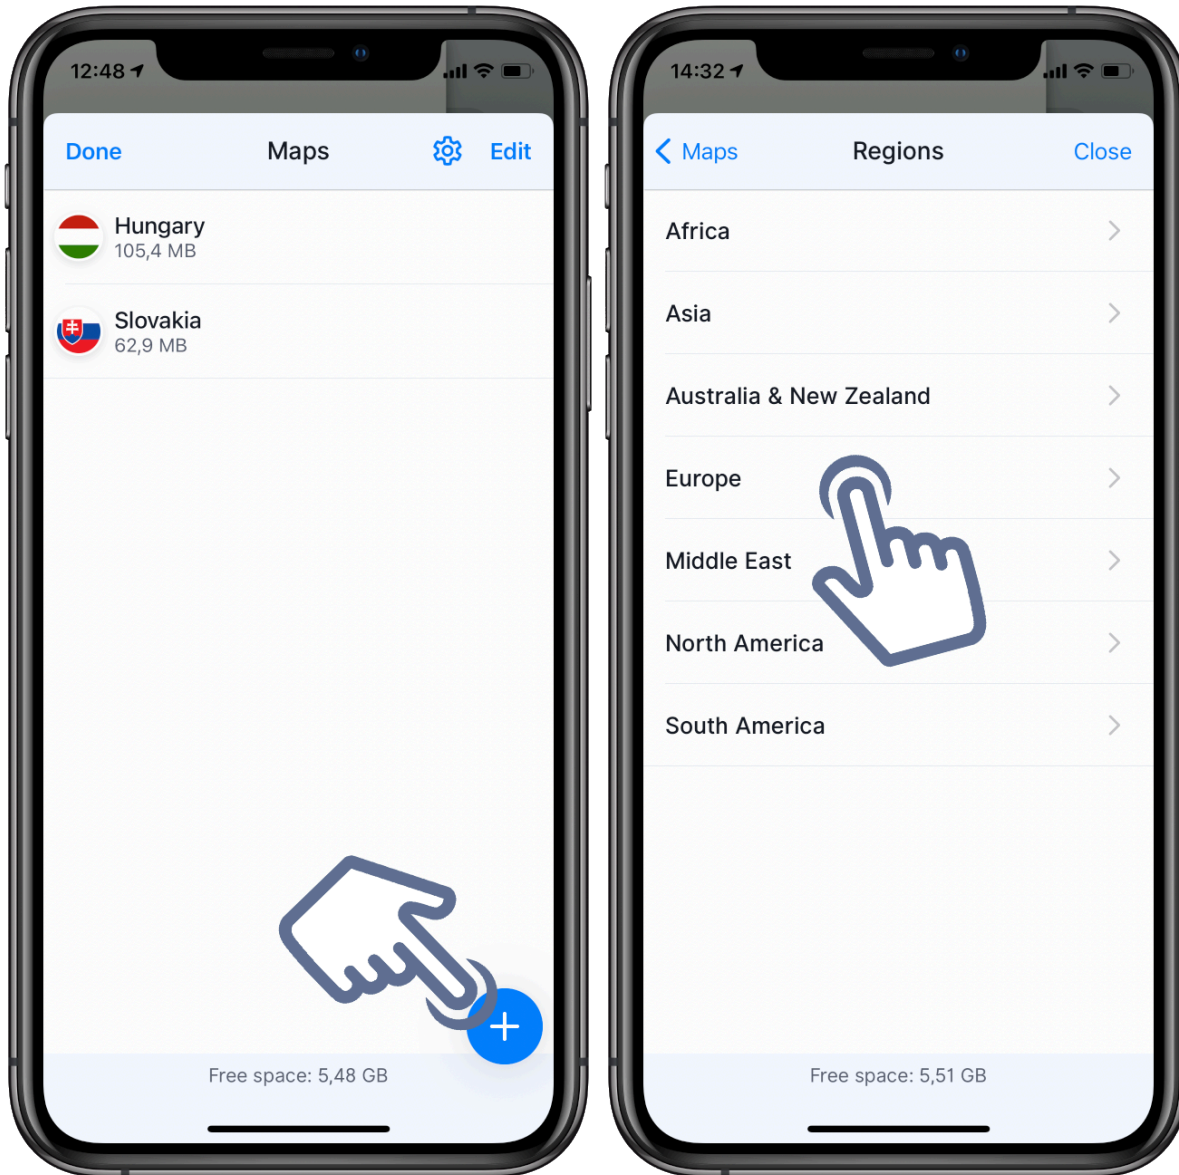 12:48
Done Maps Edit
Hungary
105,4 MB
Slovakia
62,9 MB
Free space: 5,48 GB
14:32
Maps Regions Close
Africa
Asia
Australia & New Zealand
Europe
Middle East
North America
South America
Free space: 5,51 GB